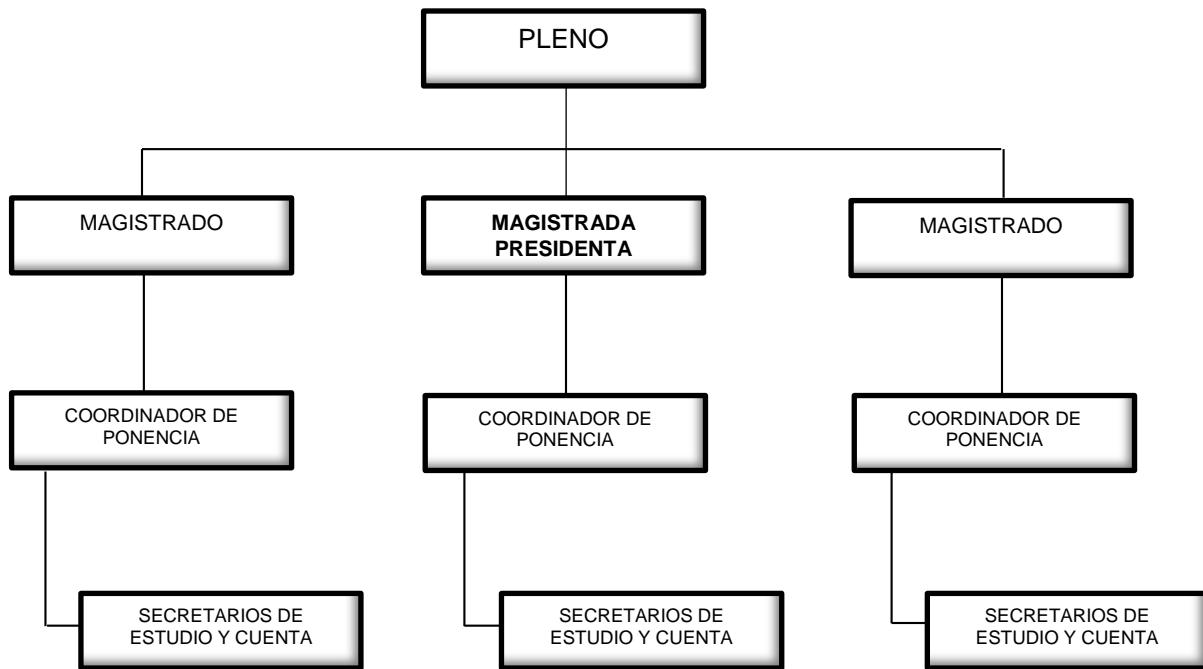 PLENO
MAGISTRADO
MAGISTRADA
PRESIDENTA
MAGISTRADO
COORDINADOR DE
PONENCIA
COORDINADOR DE
PONENCIA
COORDINADOR DE
PONENCIA
SECRETARIOS DE
ESTUDIO Y CUENTA
SECRETARIOS DE
ESTUDIO Y CUENTA
SECRETARIOS DE
ESTUDIO Y CUENTA